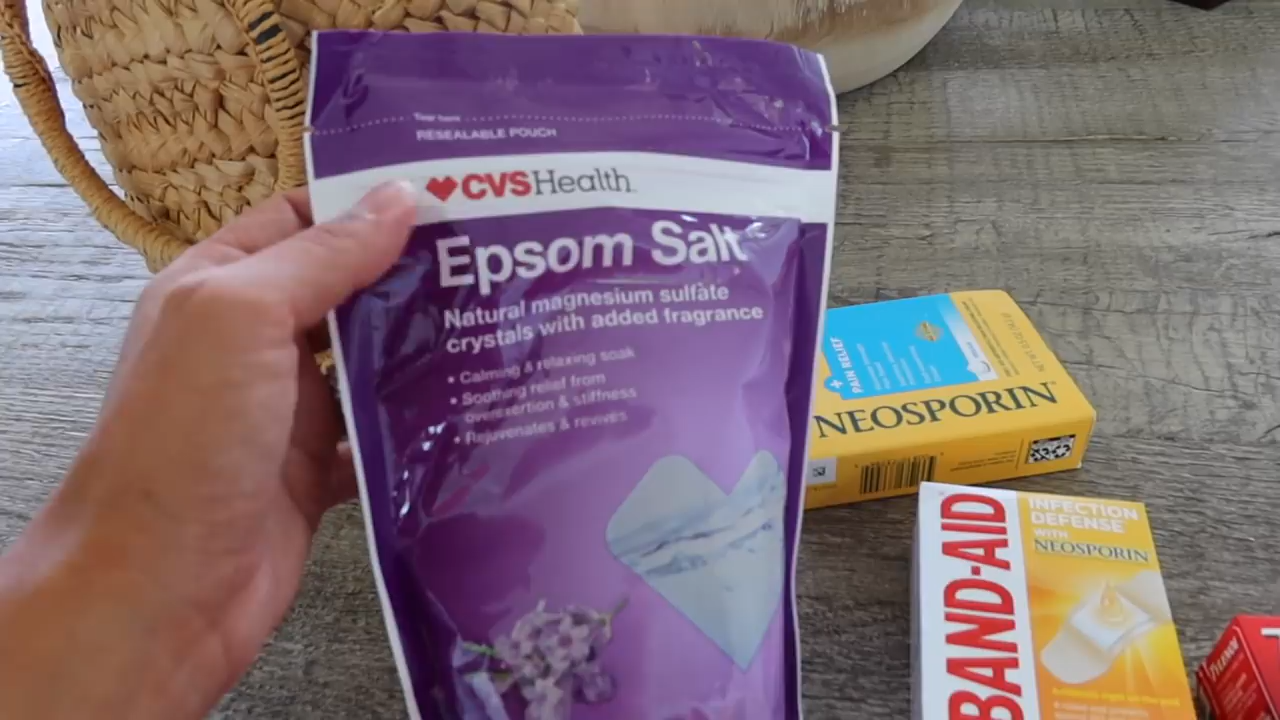 Tear here
RESEALABLE POUCH
CVSHealth
Epsom Salt
Natural magnesium sulfate
crystals with added fragrance
• Calming & relaxing soak
• Soothing relief from
overexertion & stiffness
• Rejuvenates & revives
+ PAIN RELIEF
NEOSPORIN®
BAND-AID
INFECTION
DEFENSE
WITH
NEOSPORIN
TYLENOL